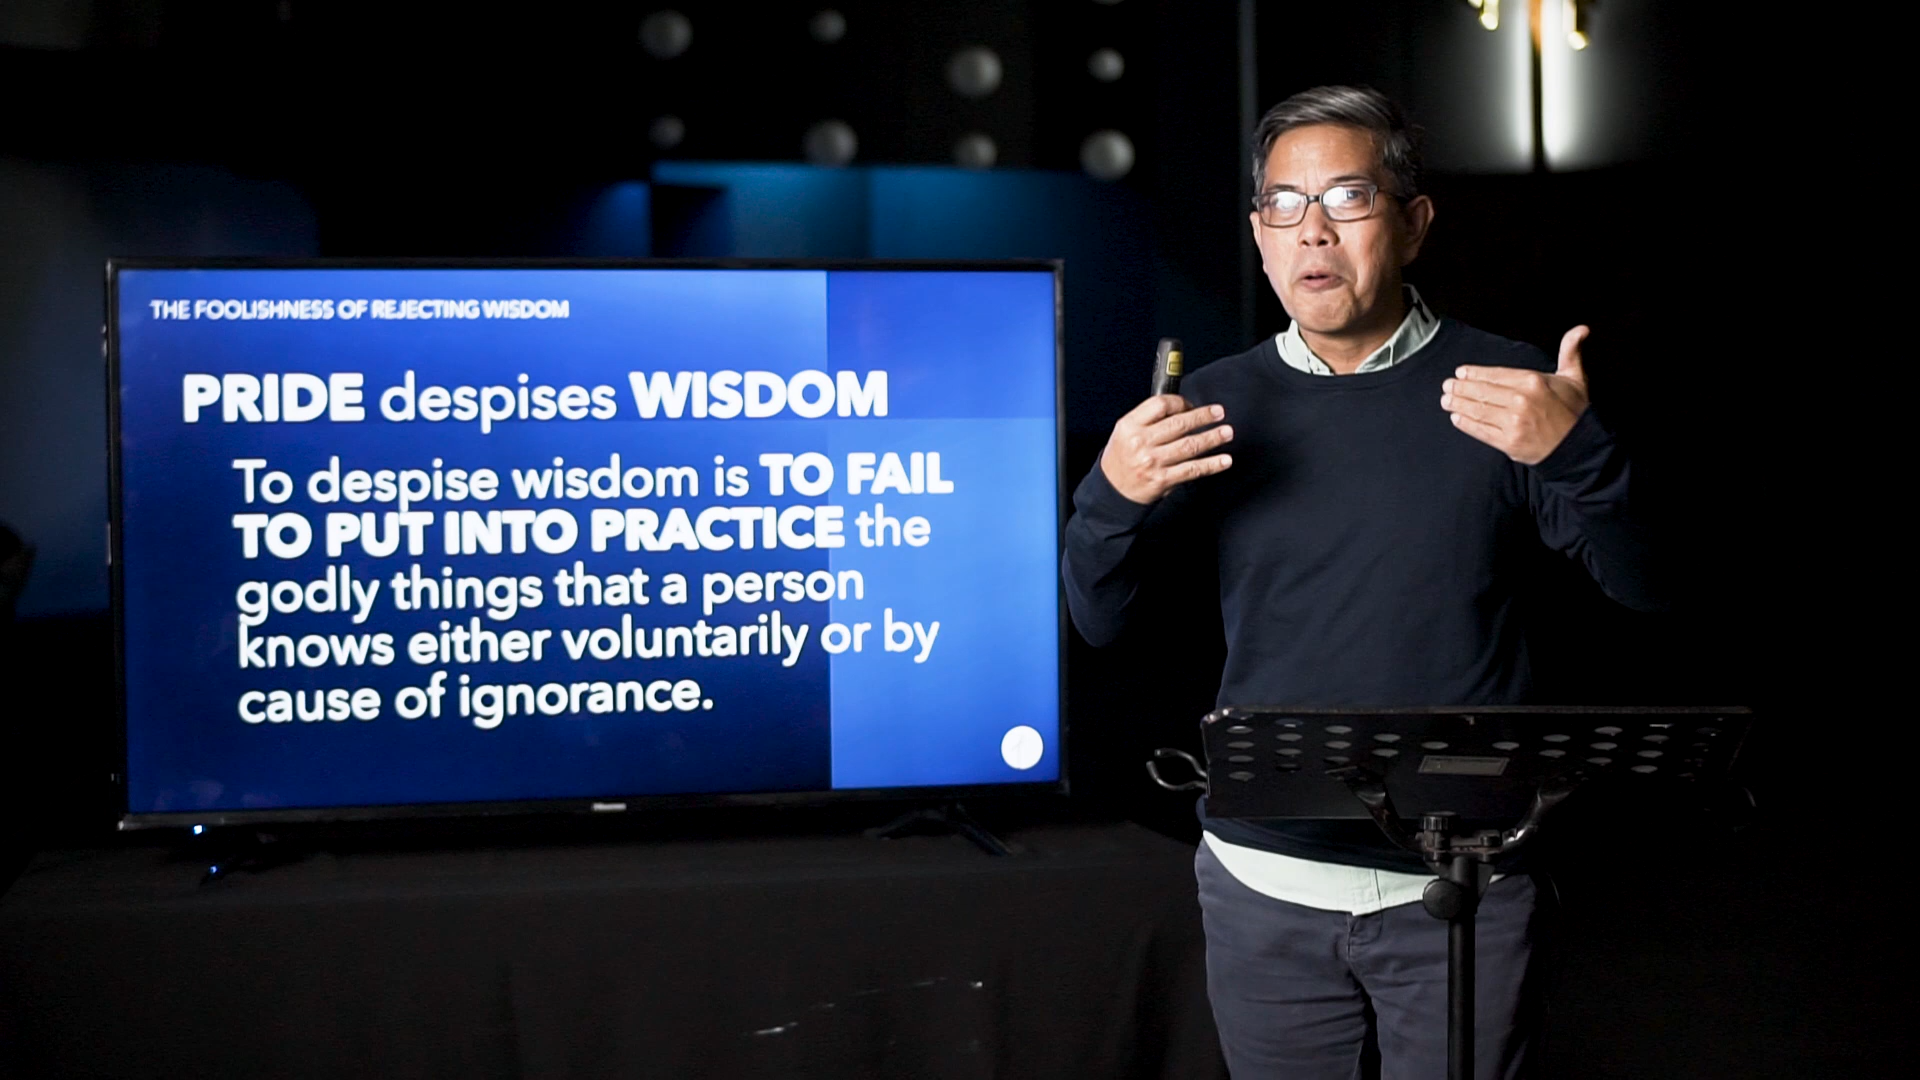 THE FOOLISHNESS OF REJECTING WISDOM
PRIDE despises WISDOM
To despise wisdom is TO FAIL
TO PUT INTO PRACTICE the
godly things that a person
knows either voluntarily or by
cause of ignorance.
Hisense